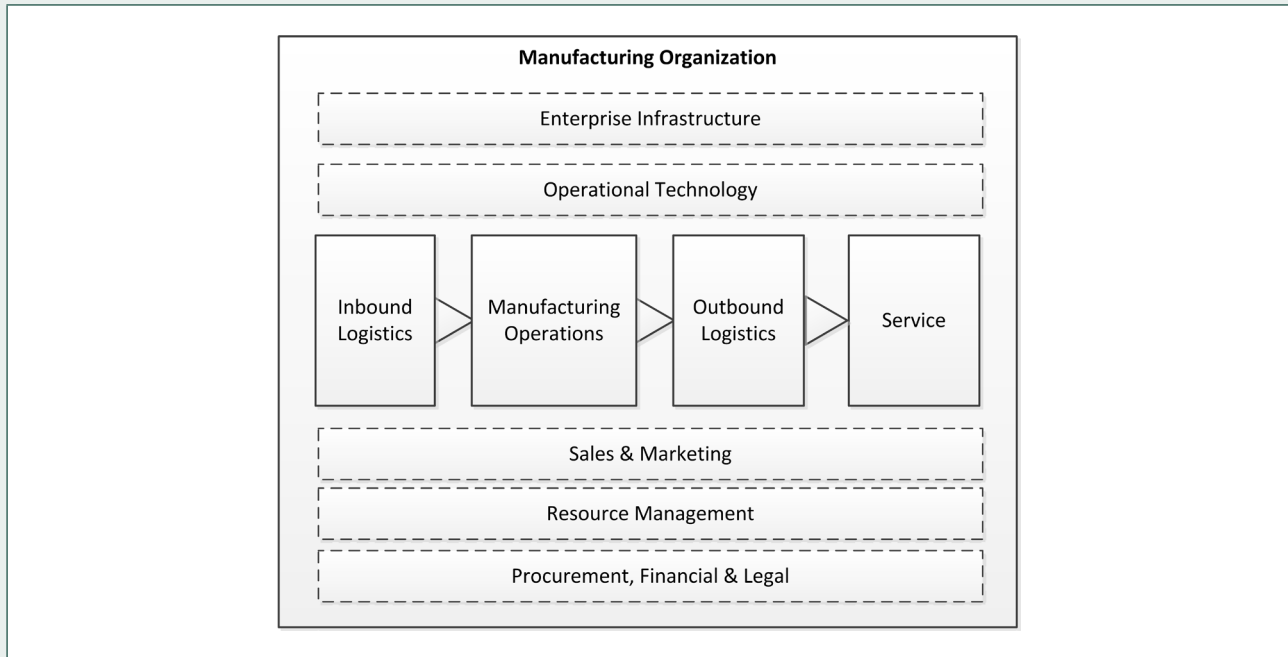 Manufacturing Organization
Enterprise Infrastructure
Operational Technology
Inbound
Logistics
Manufacturing
Operations
Outbound
Logistics
Service
Sales & Marketing
Resource Management
Procurement, Financial & Legal